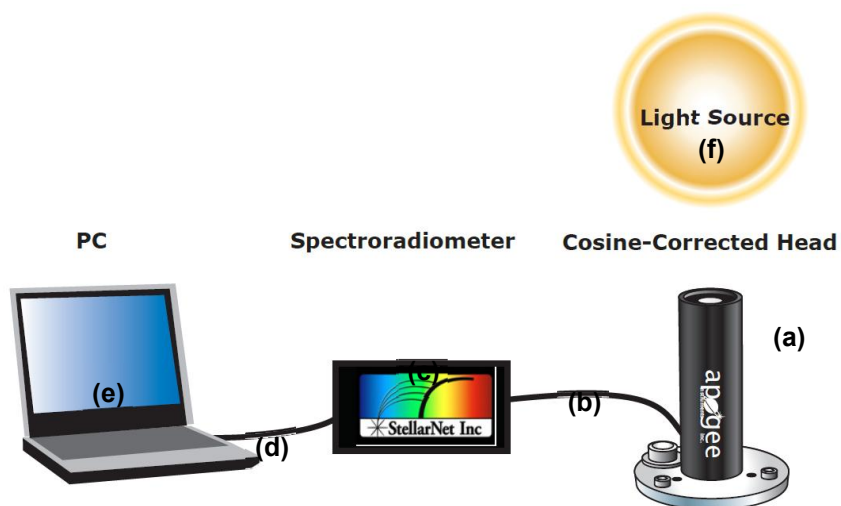 Light Source
(f)
PC
Spectroradiometer
Cosine-Corrected Head
(a)
(e)
(c)
(b)
(d)
StellarNet Inc
apogee